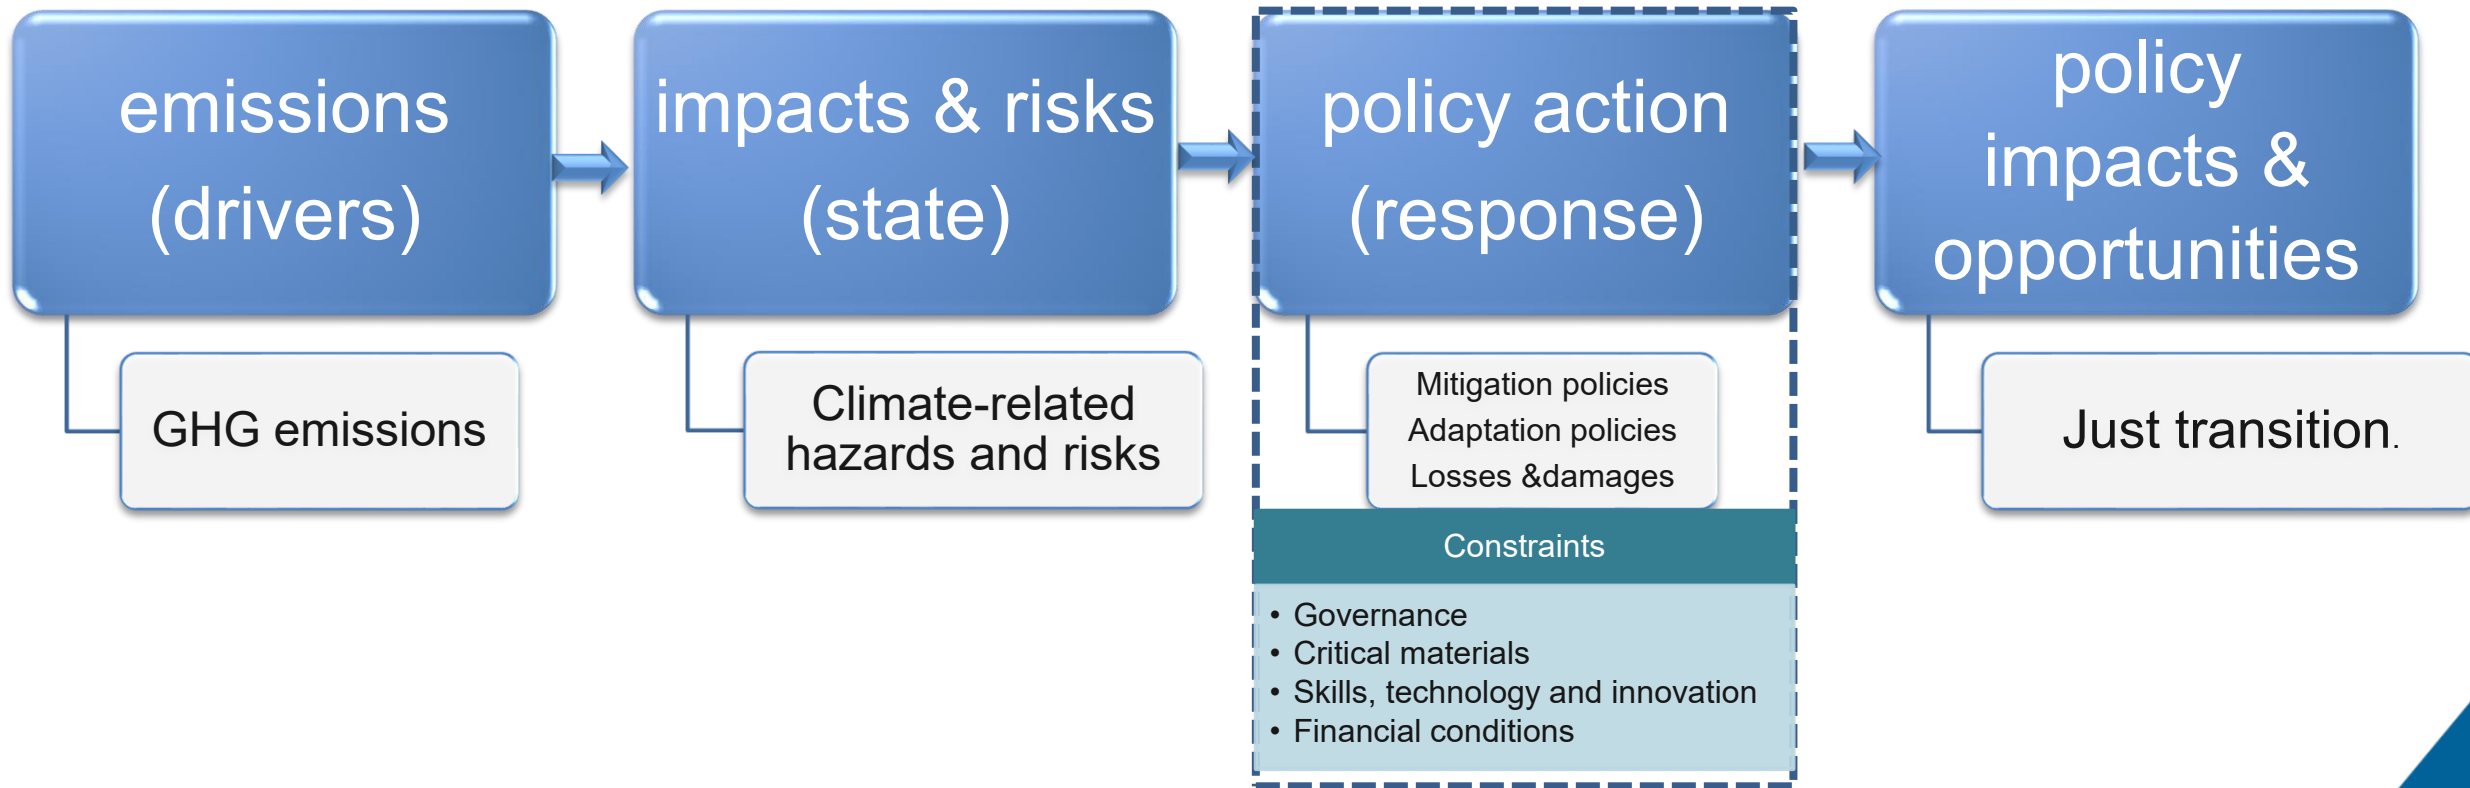 emissions
(drivers)
GHG emissions
impacts & risks
(state)
Climate-related
hazards and risks
policy action
(response)
Mitigation policies
Adaptation policies
Losses &damages
Constraints
• Governance
• Critical materials
• Skills, technology and innovation
• Financial conditions
policy
impacts &
opportunities
Just transition.